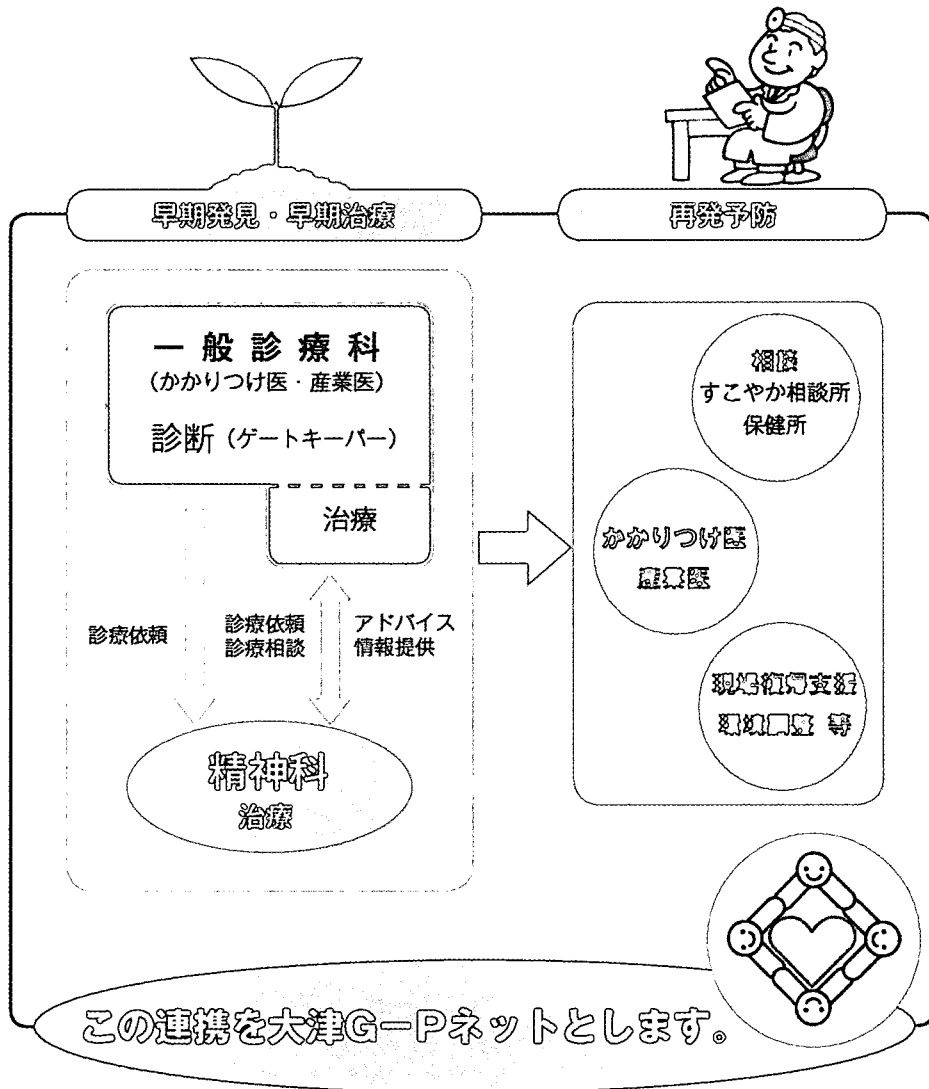 早期発見・早期治療
一般診療科
(かかりつけ医・産業医)
診断(ゲートキーパー)
治療
診療依頼
診療依頼
診療相談
アドバイス
情報提供
精神科
治療
再発予防
相談
すこやか相談所
保健所
かかりつけ医
産業医
現場復帰支援
環境調整 等
この連携を大津G-Pネットとします。